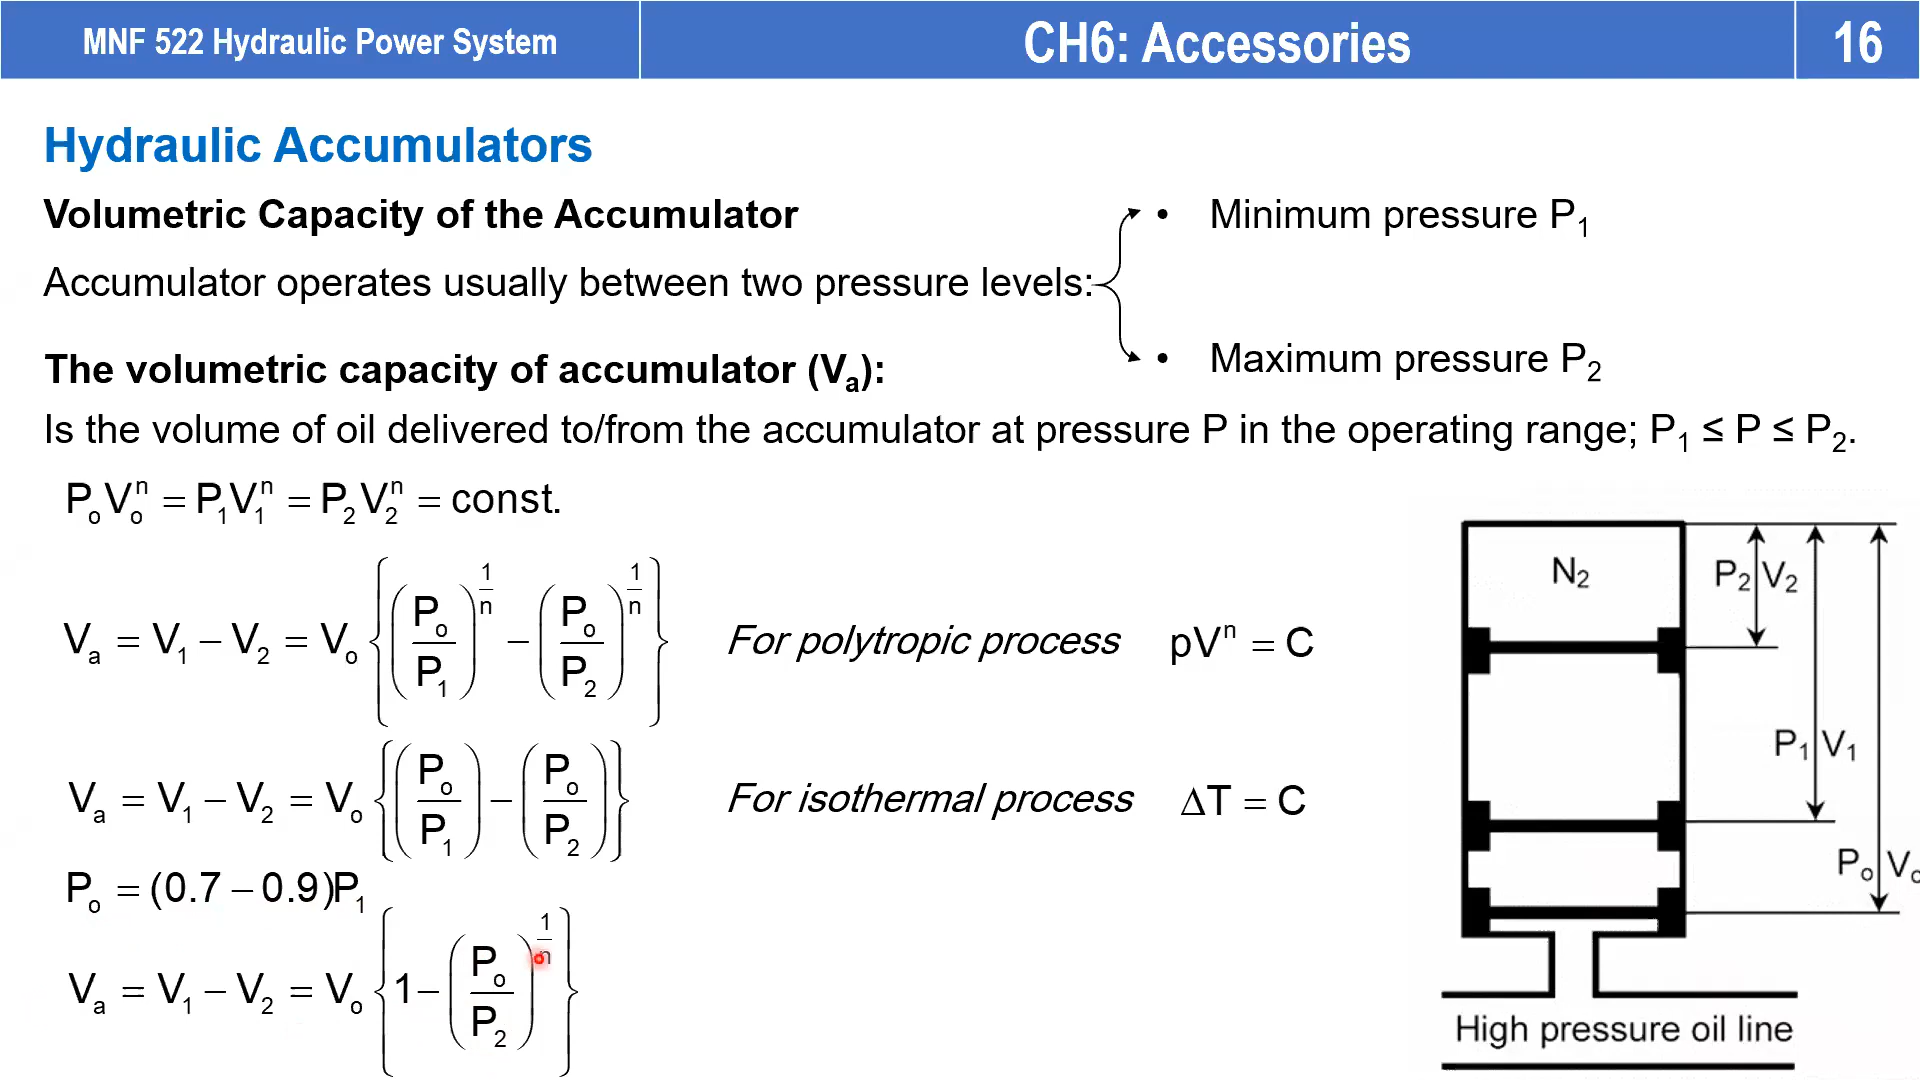 MNF 522 Hydraulic Power System
CH6: Accessories
16
Hydraulic Accumulators
Volumetric Capacity of the Accumulator
Accumulator operates usually between two pressure levels:
• Minimum pressure P₁
• Maximum pressure P₂
The volumetric capacity of accumulator (Vₐ):
Is the volume of oil delivered to/from the accumulator at pressure P in the operating range; P₁ ≤ P ≤ P₂.
PₒVₒⁿ = P₁V₁ⁿ = P₂V₂ⁿ = const.
Vₐ = V₁ − V₂ = Vₒ {(Pₒ/P₁)^(1/n) − (Pₒ/P₂)^(1/n)} For polytropic process pVⁿ = C
Vₐ = V₁ − V₂ = Vₒ {(Pₒ/P₁) − (Pₒ/P₂)} For isothermal process ΔT = C
Pₒ = (0.7 − 0.9)P₁
Vₐ = V₁ − V₂ = Vₒ {1 − (Pₒ/P₂)^(1/n)}
N₂
P₂ V₂
P₁ V₁
Pₒ Vₒ
High pressure oil line